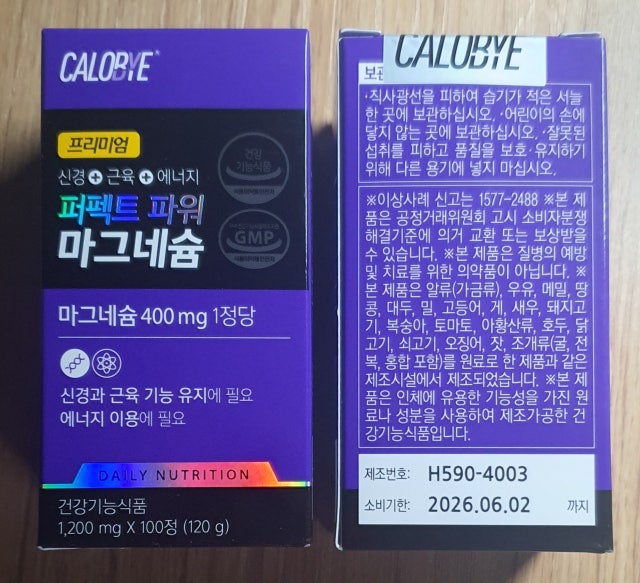 CALOBYE
프리미엄
신경 + 근육 + 에너지
퍼펙트 파워
마그네슘
건강
기능식품
식품의약품안전처
GMP
식품의약품안전처
마그네슘 400 mg 1정당
신경과 근육 기능 유지에 필요
에너지 이용에 필요
DAILY NUTRITION
건강기능식품
1,200 mg X 100정 (120 g)
CALOBYE
보관
·직사광선을 피하여 습기가 적은 서늘
한 곳에 보관하십시오. ·어린이의 손에
닿지 않는 곳에 보관하십시오. ·잘못된
섭취를 피하고 품질을 보호·유지하기
위해 다른 용기에 넣지 마십시오.
※이상사례 신고는 1577-2488 ※본 제
품은 공정거래위원회 고시 소비자분쟁
해결기준에 의거 교환 또는 보상받을
수 있습니다. ※본 제품은 질병의 예방
및 치료를 위한 의약품이 아닙니다. ※
본 제품은 알류(가금류), 우유, 메밀, 땅
콩, 대두, 밀, 고등어, 게, 새우, 돼지고
기, 복숭아, 토마토, 아황산류, 호두, 닭
고기, 쇠고기, 오징어, 잣, 조개류(굴, 전
복, 홍합 포함)를 원료로 한 제품과 같은
제조시설에서 제조되었습니다. ※본 제
품은 인체에 유용한 기능성을 가진 원
료나 성분을 사용하여 제조가공한 건
강기능식품입니다.
제조번호: H590-4003
소비기한: 2026.06.02 까지